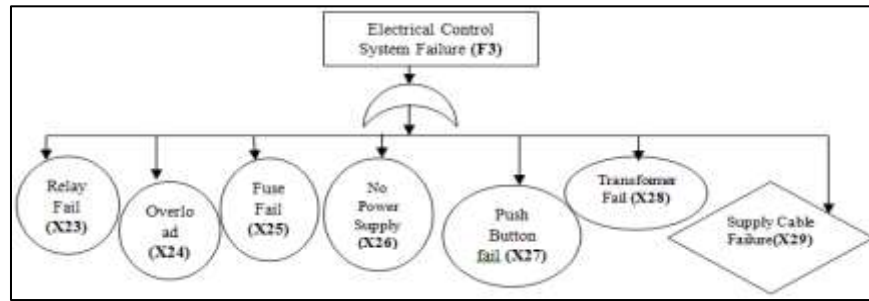 Electrical Control
System Failure (F3)
Relay
Fail
(X23)
Overlo
ad (X24)
Fuse
Fail
(X25)
No
Power
Supply
(X26)
Push
Button
fail (X27)
Transformer
Fail (X28)
Supply Cable
Failure(X29)